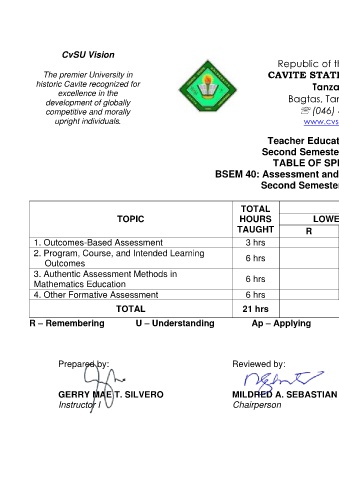 CvSU Vision
The premier University in
historic Cavite recognized for
excellence in the
development of globally
competitive and morally
upright individuals.
Republic of th
CAVITE STAT
Tanza
Bagtas, Tan
☏(046) 
www.cvs
Teacher Educat
Second Semeste
TABLE OF SPE
BSEM 40: Assessment and
Second Semeste
TOPIC
TOTAL
HOURS
TAUGHT
LOWE
R
1. Outcomes-Based Assessment 3 hrs
2. Program, Course, and Intended Learning
Outcomes 6 hrs
3. Authentic Assessment Methods in
Mathematics Education 6 hrs
4. Other Formative Assessment 6 hrs
TOTAL 21 hrs
R – Remembering U – Understanding Ap – Applying
Prepared by: Reviewed by:
GERRY MAE T. SILVERO MILDRED A. SEBASTIAN
Instructor I Chairperson